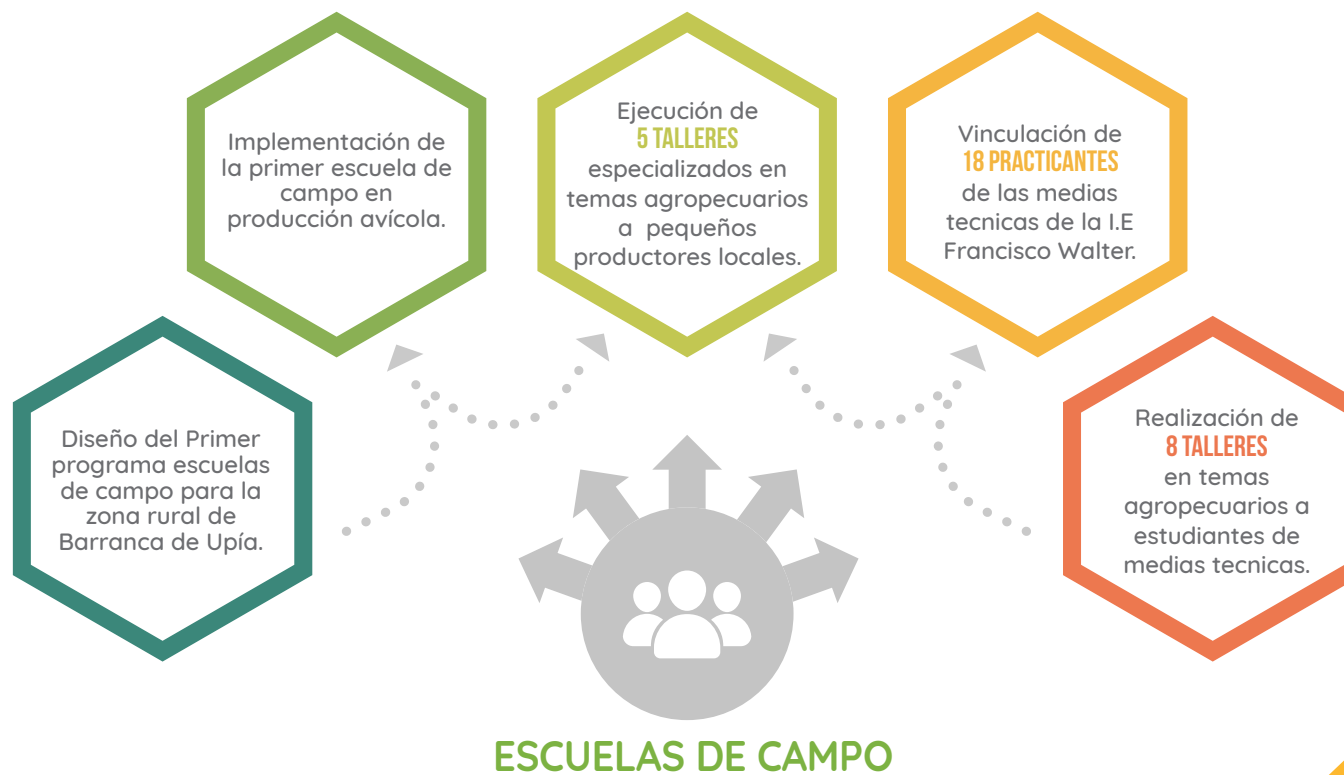 Implementación de
la primer escuela de
campo en
producción avícola.
Ejecución de
5 TALLERES
especializados en
temas agropecuarios
a pequeños
productores locales.
Vinculación de
18 PRACTICANTES
de las medias
tecnicas de la I.E
Francisco Walter.
Diseño del Primer
programa escuelas
de campo para la
zona rural de
Barranca de Upía.
Realización de
8 TALLERES
en temas
agropecuarios a
estudiantes de
medias tecnicas.
ESCUELAS DE CAMPO